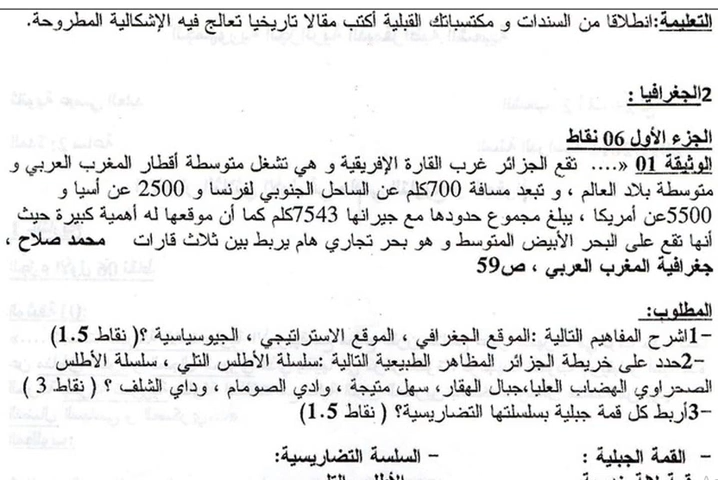 التعليمة:انطلاقا من السندات و مكتسباتك القبلية أكتب مقالا تاريخيا تعالج فيه الإشكالية المطروحة.
2الجغرافيا :
الجزء الأول 06 نقاط
الوثيقة 01 «.... تقع الجزائر غرب القارة الإفريقية و هي تشغل متوسطة أقطار المغرب العربي و
متوسطة بلاد العالم ، و تبعد مسافة 700كلم عن الساحل الجنوبي لفرنسا و 2500 عن أسيا و
5500عن أمريكا ، يبلغ مجموع حدودها مع جيرانها 7543كلم كما أن موقعها له أهمية كبيرة حيث
أنها تقع على البحر الأبيض المتوسط و هو بحر تجاري هام يربط بين ثلاث قارات محمد صلاح ،
جغرافية المغرب العربي ، ص59
المطلوب:
1–اشرح المفاهيم التالية :الموقع الجغرافي ، الموقع الاستراتيجي ، الجيوسياسية ؟( نقاط 1.5)
2–حدد على خريطة الجزائر المظاهر الطبيعية التالية :سلسلة الأطلس التلي ، سلسلة الأطلس
الصحراوي الهضاب العليا،جبال الهقار، سهل متيجة ، وادي الصومام ، وداي الشلف ؟ ( نقاط 3 )
3–أربط كل قمة جبلية بسلسلتها التضاريسية؟ ( نقاط 1.5)
– القمة الجبلية : – السلسة التضاريسية: